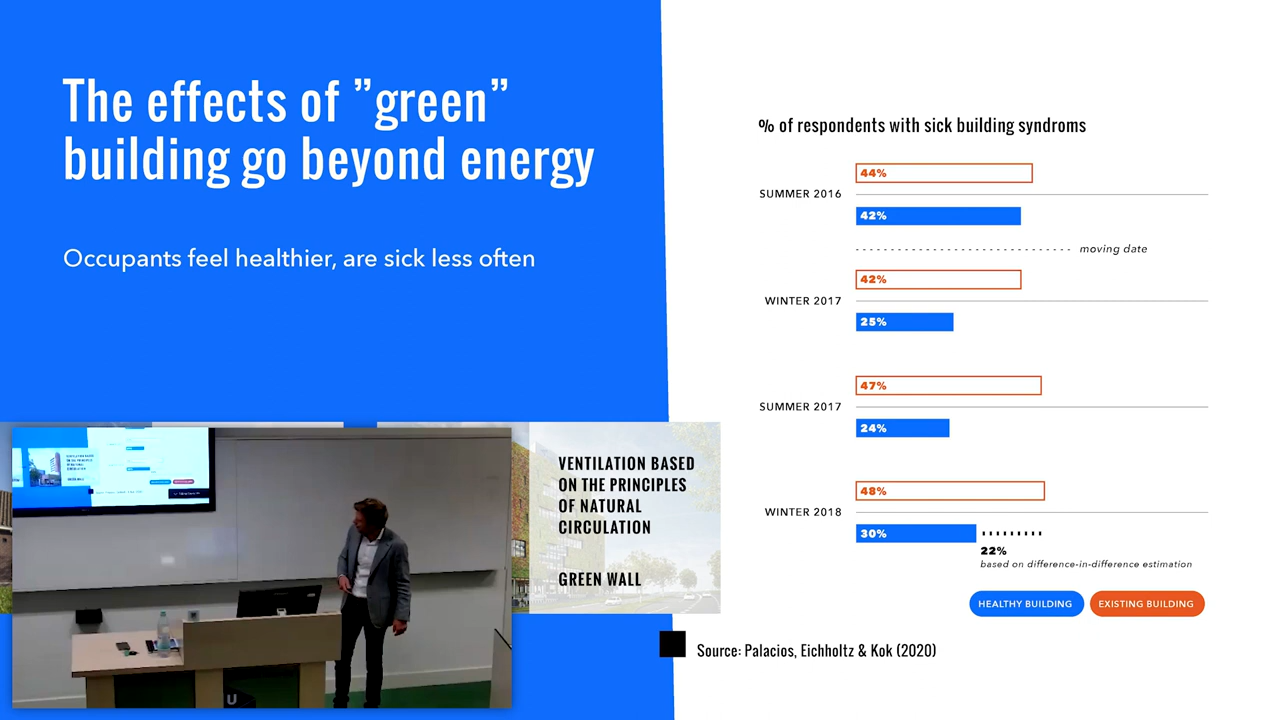 The effects of ”green”
building go beyond energy
Occupants feel healthier, are sick less often
VENTILATION BASED
ON THE PRINCIPLES
OF NATURAL
CIRCULATION
GREEN WALL
% of respondents with sick building syndroms
44%
SUMMER 2016
42%
moving date
42%
WINTER 2017
25%
47%
SUMMER 2017
24%
48%
WINTER 2018
30%
22%
based on difference-in-difference estimation
HEALTHY BUILDING
EXISTING BUILDING
Source: Palacios, Eichholtz & Kok (2020)
U